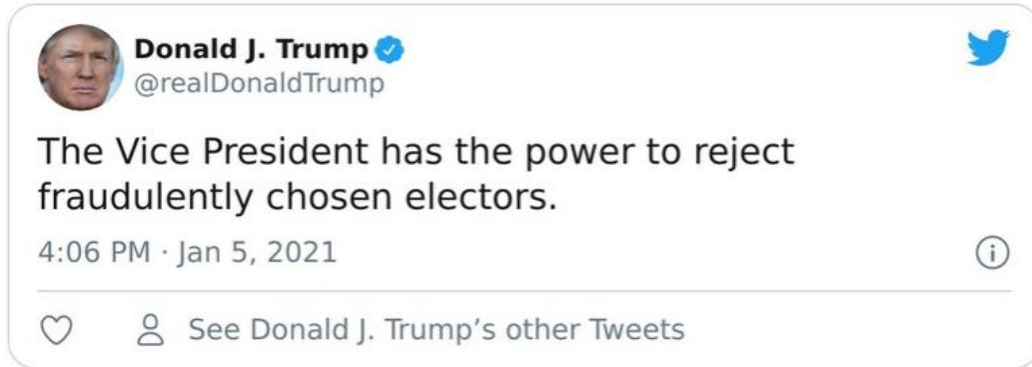 Donald J. Trump
@realDonaldTrump
The Vice President has the power to reject
fraudulently chosen electors.
4:06 PM · Jan 5, 2021
See Donald J. Trump’s other Tweets